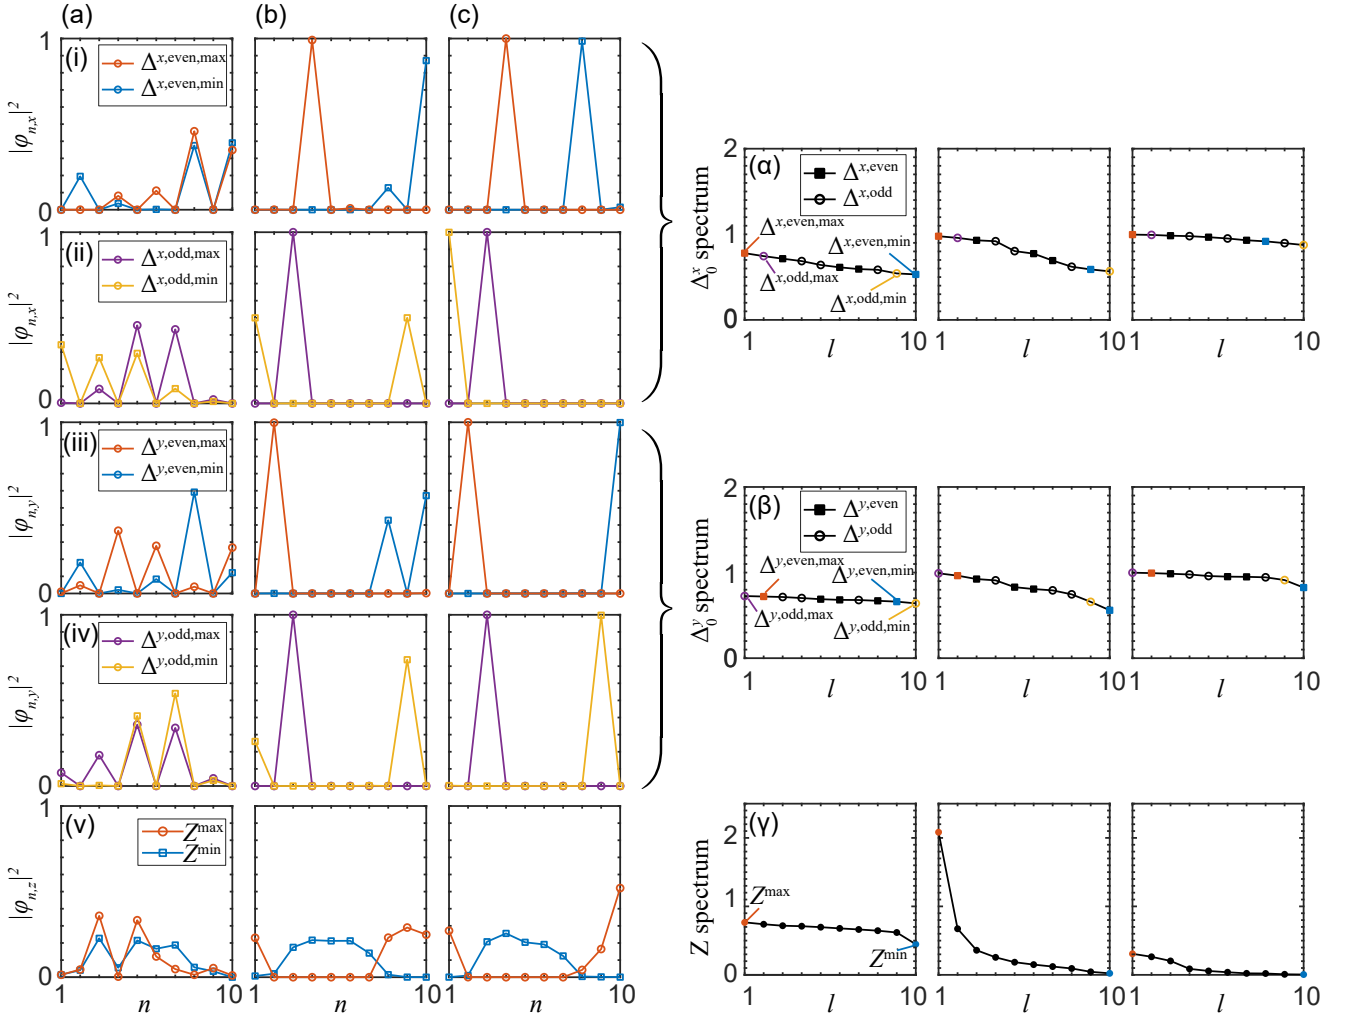 (a) (b) (c)
(i) Δx,even,max
Δx,even,min
|φn,x|2
1
0
(ii) Δx,odd,max
Δx,odd,min
|φn,x|2
0
(iii) Δy,even,max
Δy,even,min
|φn,y|2
1
0
(iv) Δy,odd,max
Δy,odd,min
|φn,y|2
0
(v) Zmax
Zmin
|φn,z|2
1
0
1 n 10 1 n 10 1 n 10
(α) Δx,even
Δx,odd
Δx,even,max
Δx,even,min
Δx,odd,max
Δx,odd,min
Δ0x spectrum
2
1
0
1 l 10 1 l 10 1 l 10
(β) Δy,even
Δy,odd
Δy,even,max
Δy,even,min
Δy,odd,max
Δy,odd,min
Δ0y spectrum
2
1
0
1 l 10 1 l 10 1 l 10
(γ)
Zmax
Zmin
Z spectrum
2
1
0
1 l 10 1 l 10 1 l 10